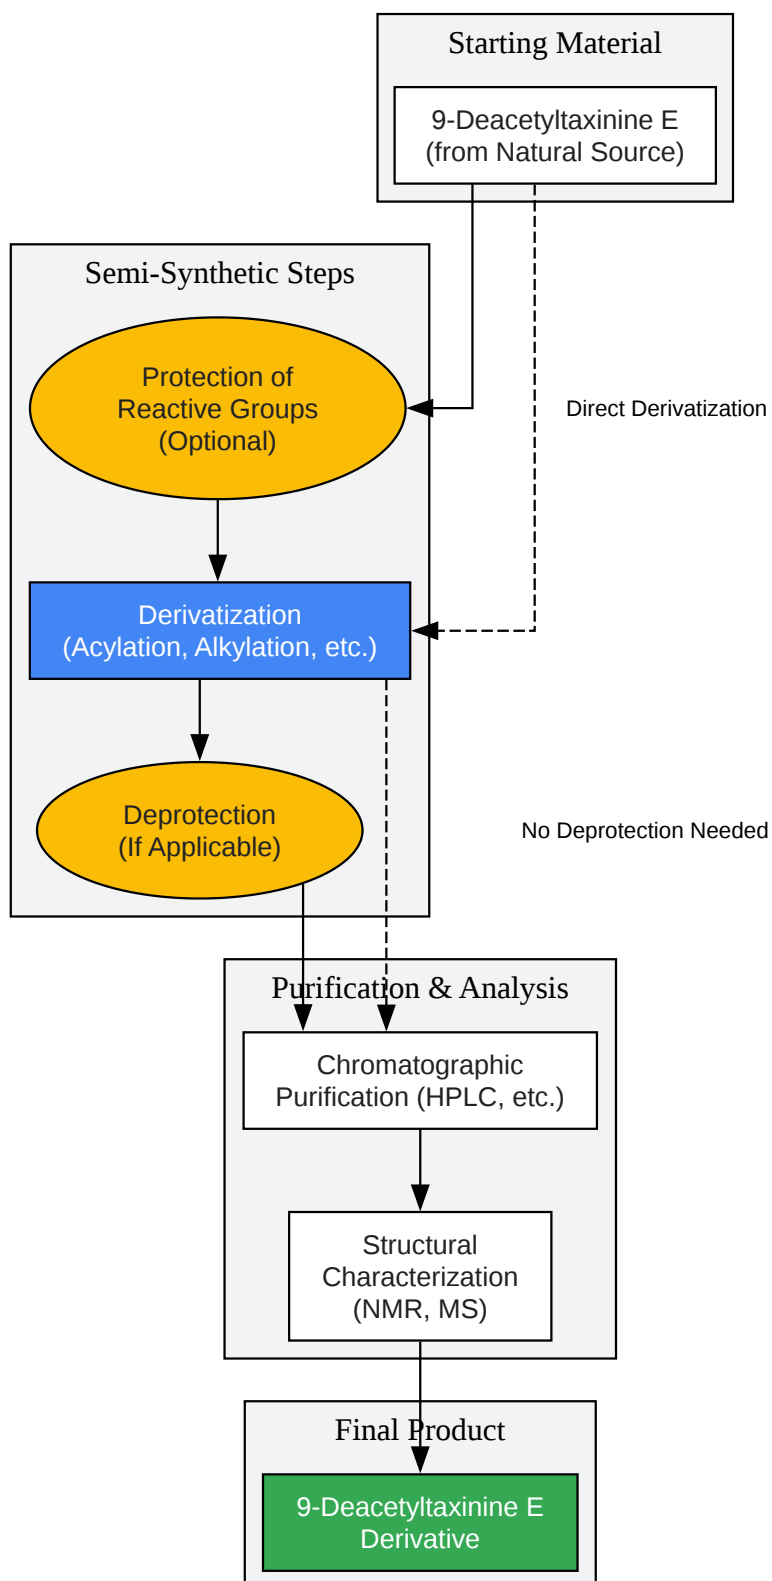 Starting Material
9-Deacetyltaxinine E
(from Natural Source)
Semi-Synthetic Steps
Protection of
Reactive Groups
(Optional)
Direct Derivatization
Derivatization
(Acylation, Alkylation, etc.)
Deprotection
(If Applicable)
No Deprotection Needed
Purification & Analysis
Chromatographic
Purification (HPLC, etc.)
Structural
Characterization
(NMR, MS)
Final Product
9-Deacetyltaxinine E
Derivative